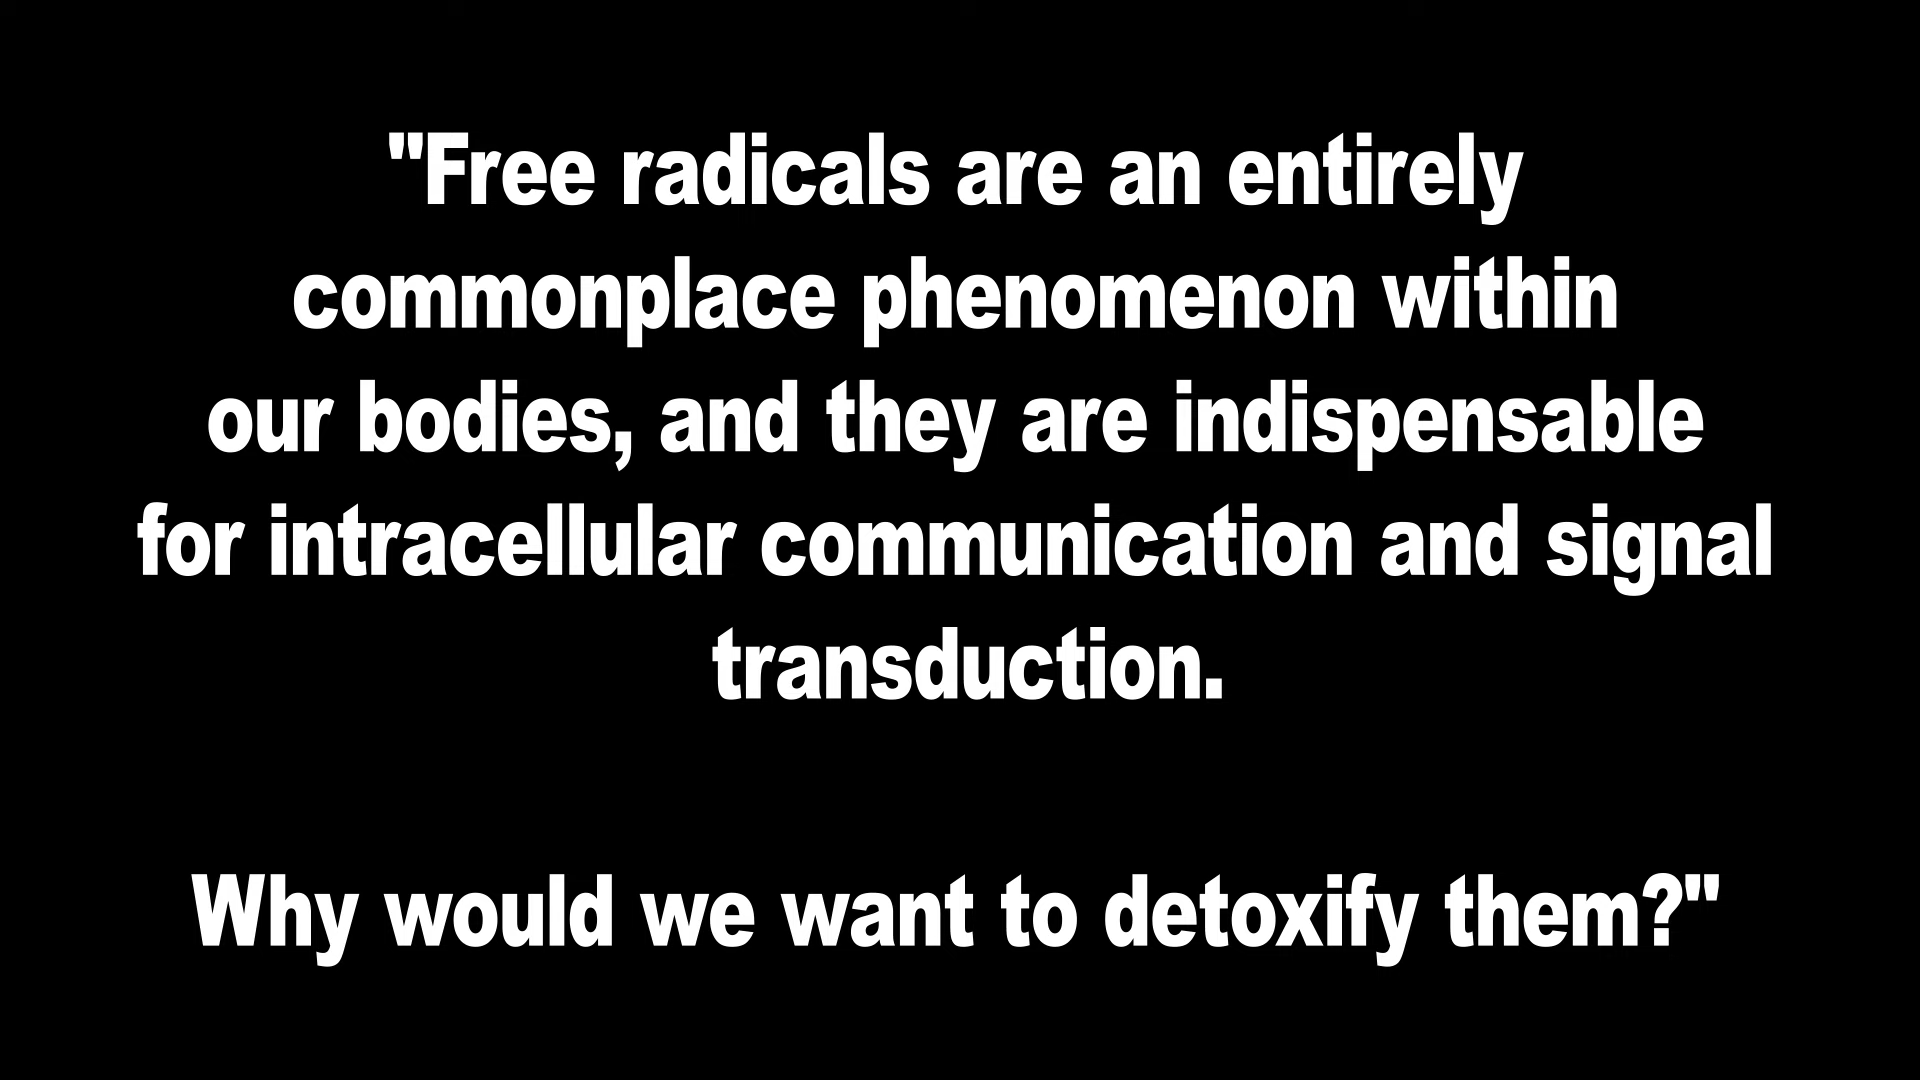 "Free radicals are an entirely
commonplace phenomenon within
our bodies, and they are indispensable
for intracellular communication and signal
transduction.
Why would we want to detoxify them?"